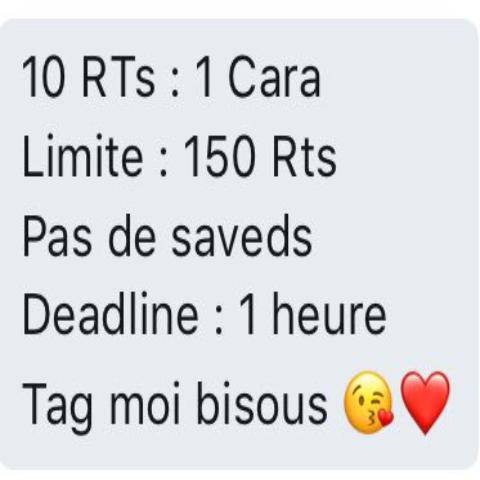 10 RTs : 1 Cara
Limite : 150 Rts
Pas de saveds
Deadline : 1 heure
Tag moi bisous 😘❤️